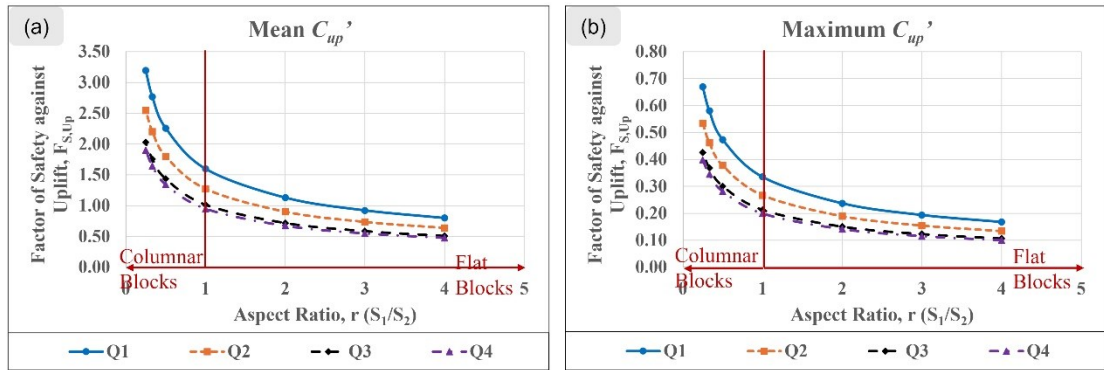 (a)
Mean C_up’
Factor of Safety against
Uplift, F_S,Up
3.50
3.00
2.50
2.00
1.50
1.00
0.50
0.00
Columnar
Blocks
Flat
Blocks
0 1 2 3 4 5
Aspect Ratio, r (S₁/S₂)
Q1 Q2 Q3 Q4
(b)
Maximum C_up’
Factor of Safety against
Uplift, F_S,Up
0.80
0.70
0.60
0.50
0.40
0.30
0.20
0.10
0.00
Columnar
Blocks
Flat
Blocks
0 1 2 3 4 5
Aspect Ratio, r (S₁/S₂)
Q1 Q2 Q3 Q4